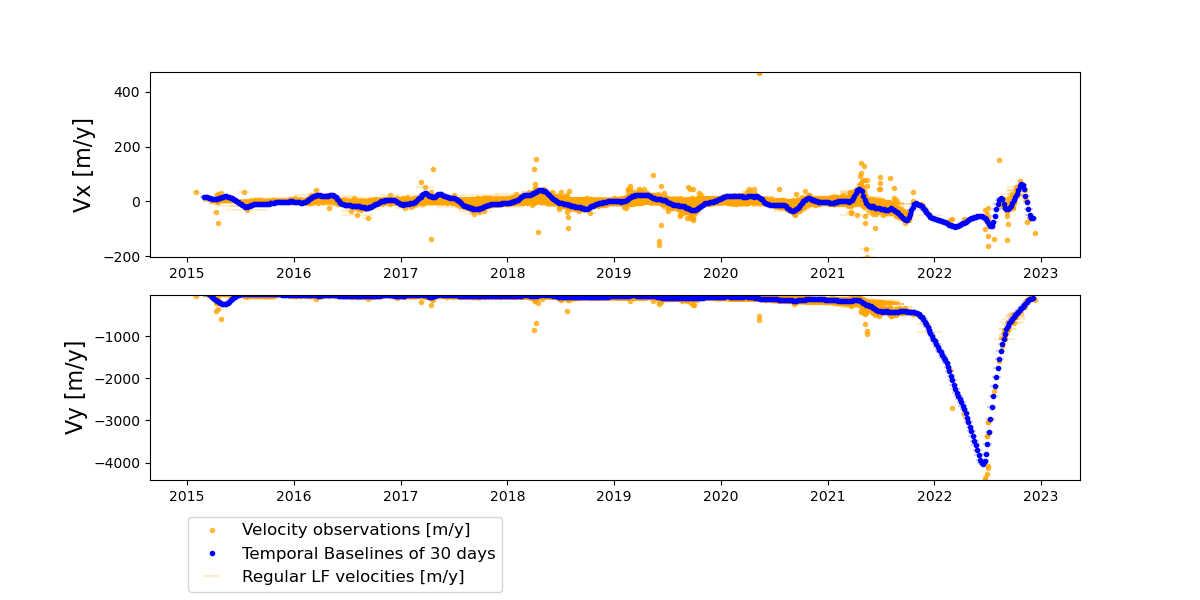 Vx [m/y]
400
200
0
−200
2015 2016 2017 2018 2019 2020 2021 2022 2023
Vy [m/y]
−1000
−2000
−3000
−4000
2015 2016 2017 2018 2019 2020 2021 2022 2023
Velocity observations [m/y]
Temporal Baselines of 30 days
Regular LF velocities [m/y]